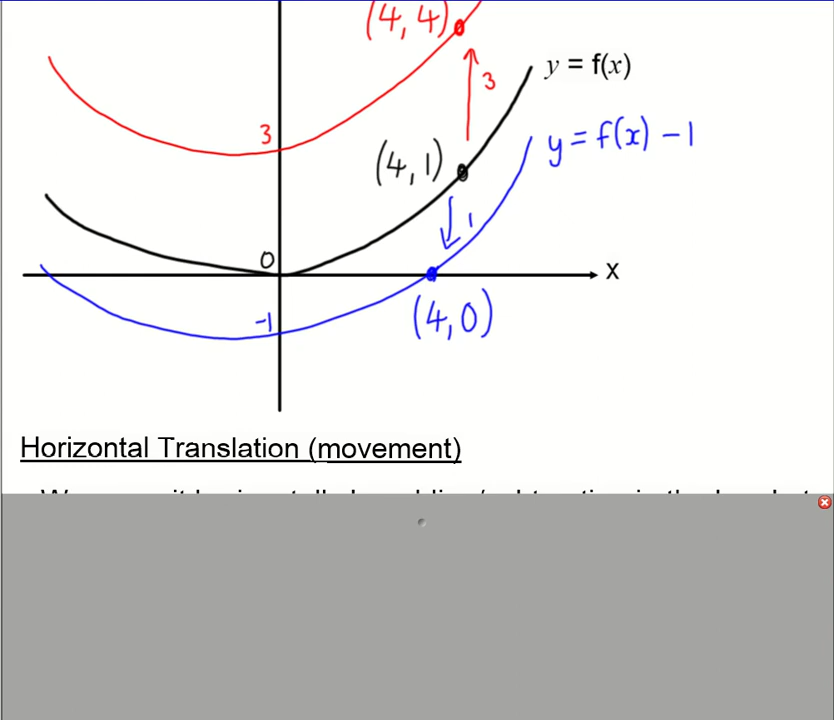 (4, 4)
3
y = f(x)
3
y = f(x) - 1
(4, 1)
1
0
x
-1
(4, 0)
Horizontal Translation (movement)